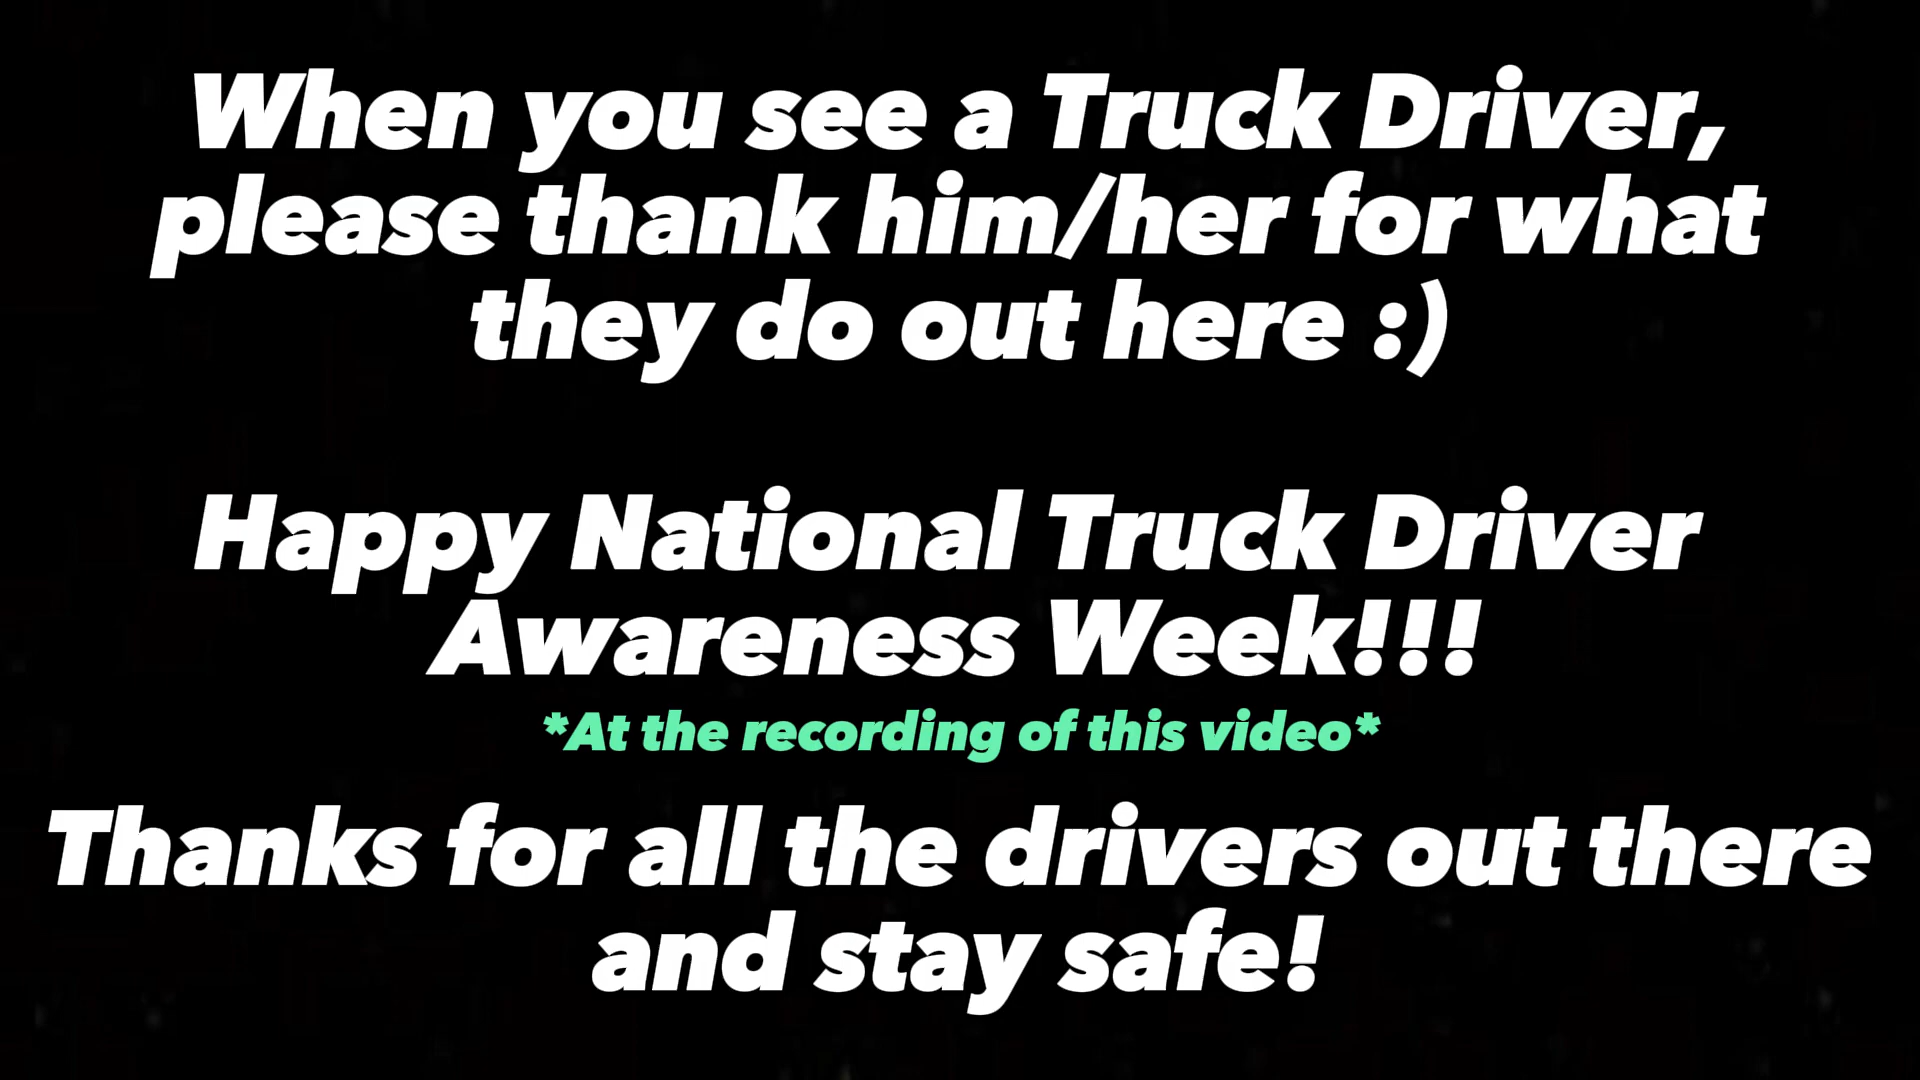 When you see a Truck Driver,
please thank him/her for what
they do out here :)
Happy National Truck Driver
Awareness Week!!!
*At the recording of this video*
Thanks for all the drivers out there
and stay safe!